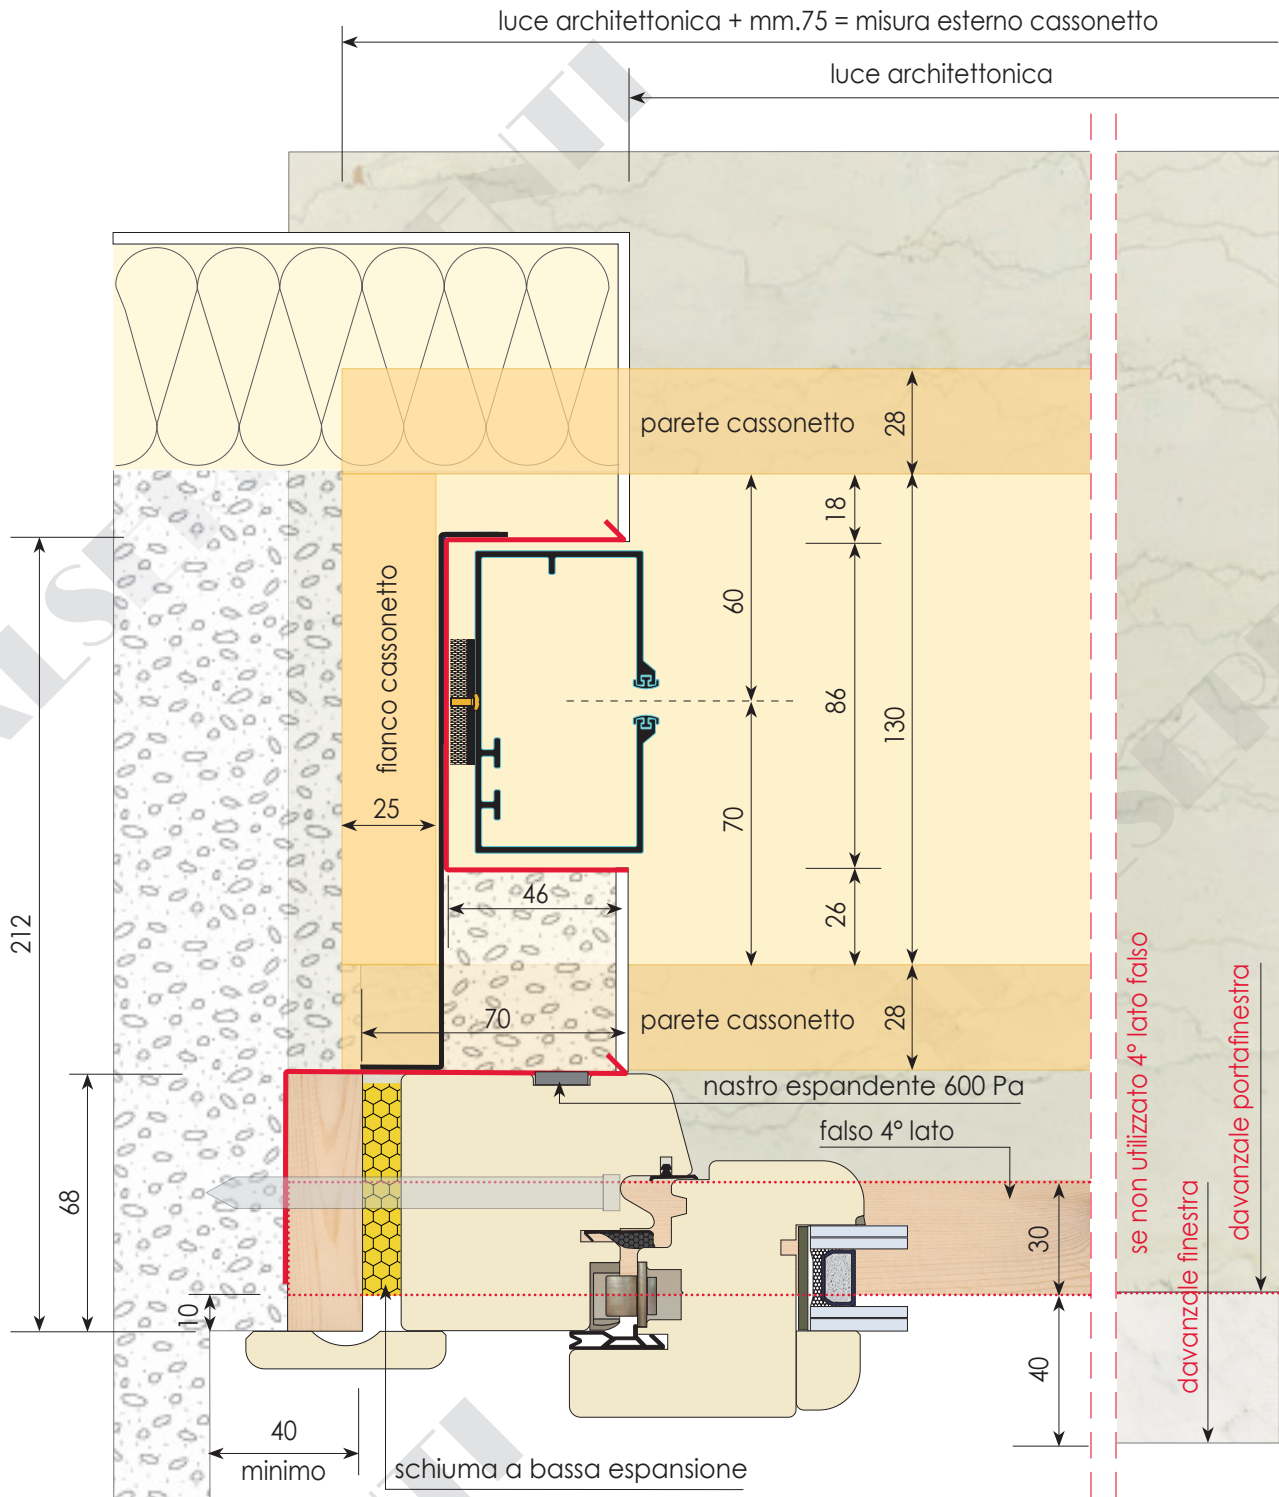 luce architettonica + mm.75 = misura esterno cassonetto
luce architettonica
parete cassonetto
28
18
60
86
130
fianco cassonetto
25
70
46
26
212
70
parete cassonetto
28
nastro espandente 600 Pa
falso 4° lato
68
30
10
40
40
minimo
schiuma a bassa espansione
se non utilizzato 4° lato falso
davanzale finestra
davanzale portafinestra